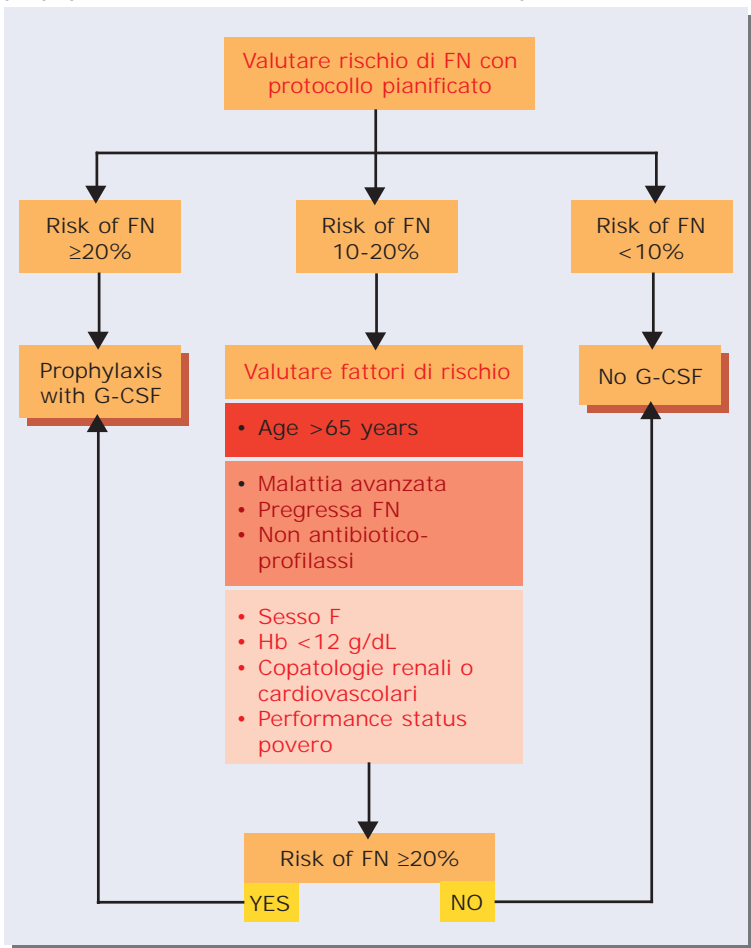 Valutare rischio di FN con
protocollo pianificato
Risk of FN
≥20%
Risk of FN
10-20%
Risk of FN
<10%
Prophylaxis
with G-CSF
Valutare fattori di rischio
No G-CSF
• Age >65 years
• Malattia avanzata
• Pregressa FN
• Non antibiotico-
profilassi
• Sesso F
• Hb <12 g/dL
• Copatologie renali o
cardiovascolari
• Performance status
povero
Risk of FN ≥20%
YES
NO